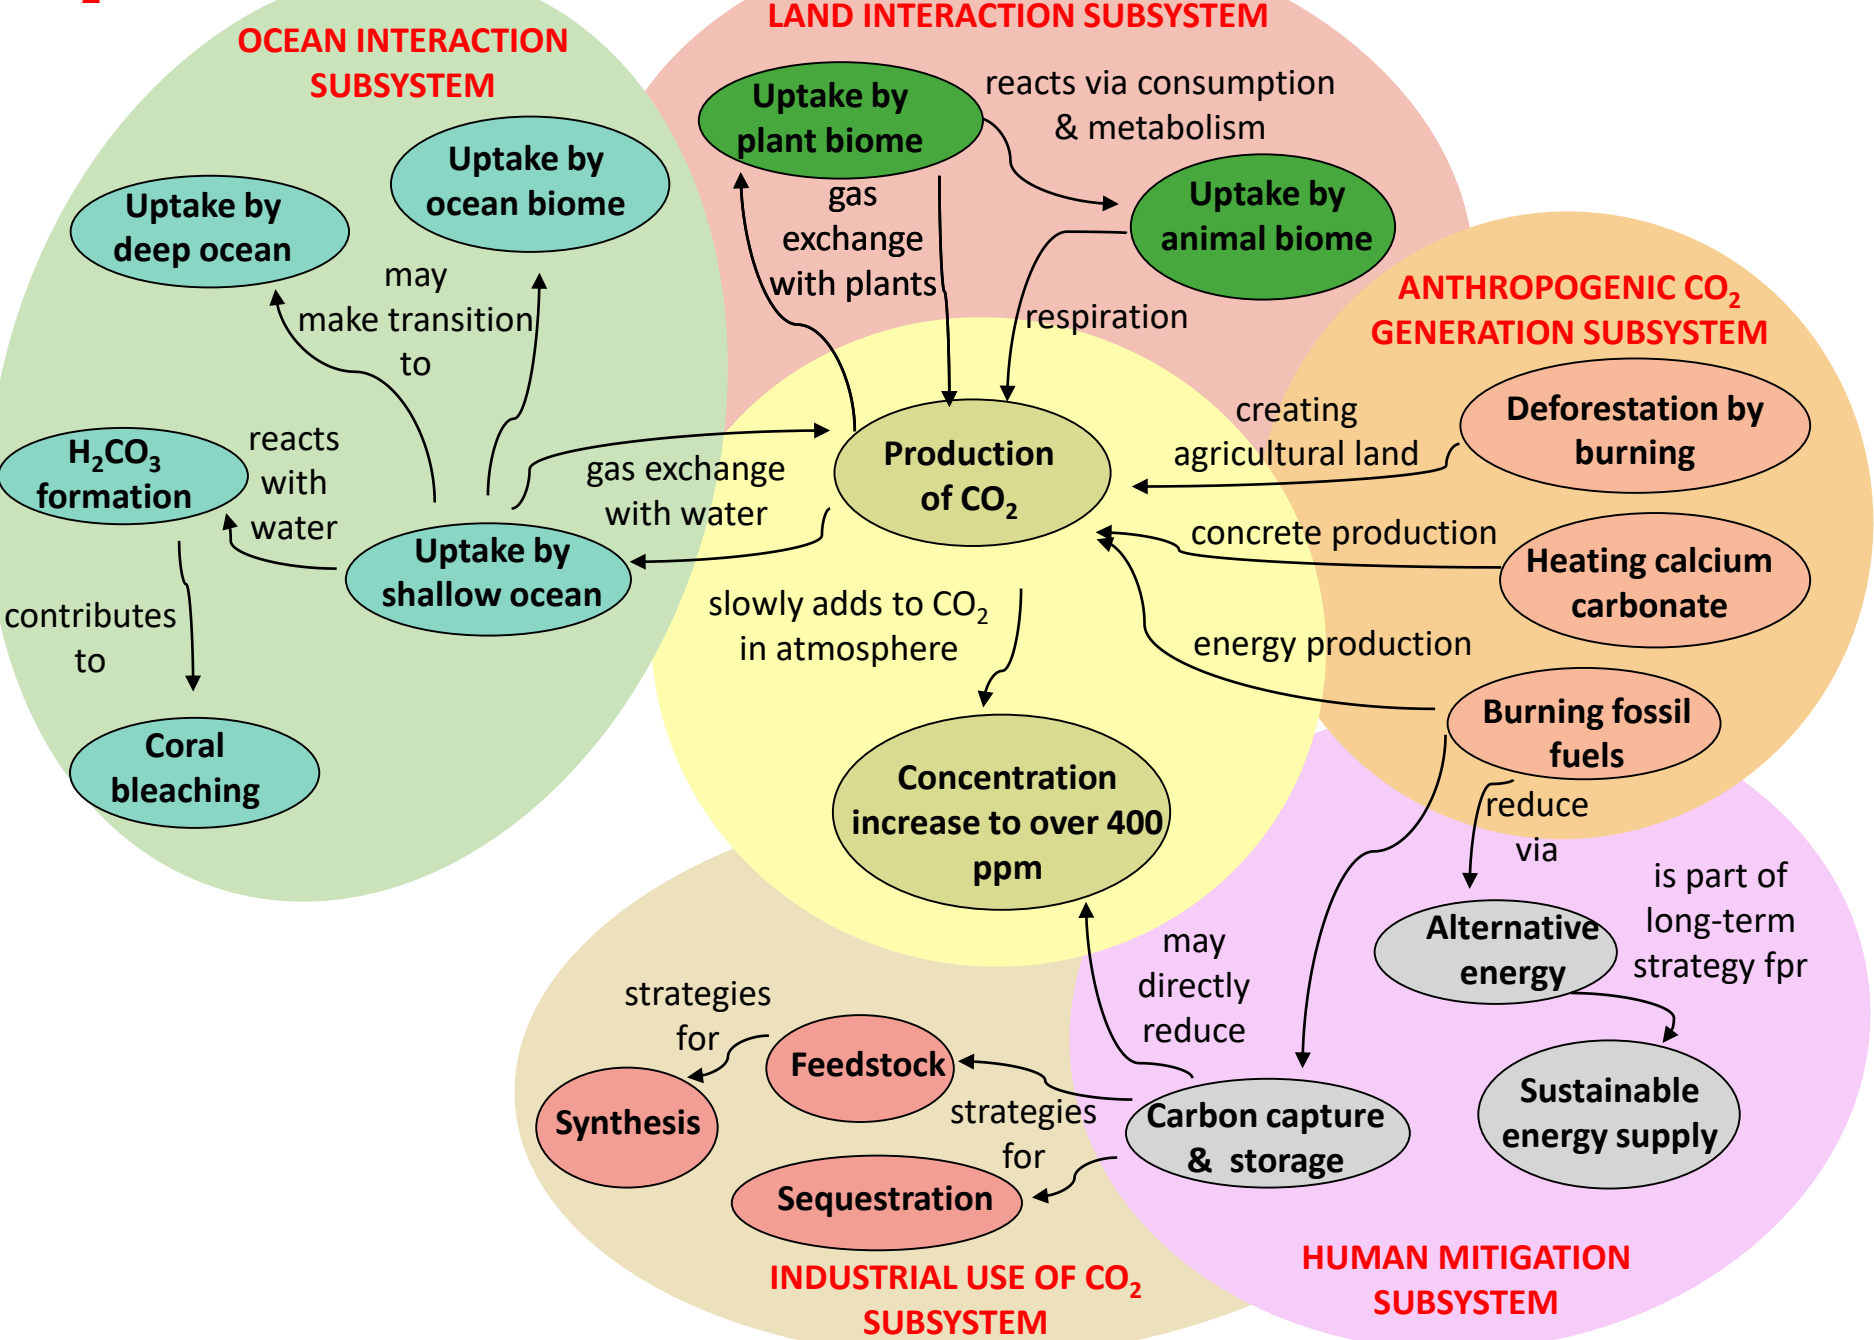 2
OCEAN INTERACTION
SUBSYSTEM
LAND INTERACTION SUBSYSTEM
Uptake by
plant biome
reacts via consumption
& metabolism
Uptake by
ocean biome
Uptake by
deep ocean
gas
exchange
with plants
Uptake by
animal biome
may
make transition
to
respiration
ANTHROPOGENIC CO₂
GENERATION SUBSYSTEM
H₂CO₃
formation
reacts
with
water
gas exchange
with water
Production
of CO₂
creating
agricultural land
Deforestation by
burning
concrete production
Heating calcium
carbonate
Uptake by
shallow ocean
contributes
to
slowly adds to CO₂
in atmosphere
energy production
Burning fossil
fuels
Coral
bleaching
Concentration
increase to over 400
ppm
reduce
via
is part of
long-term
strategy fpr
Alternative
energy
may
directly
reduce
strategies
for
Feedstock
Synthesis
strategies
for
Carbon capture
&  storage
Sustainable
energy supply
Sequestration
INDUSTRIAL USE OF CO₂
SUBSYSTEM
HUMAN MITIGATION
SUBSYSTEM